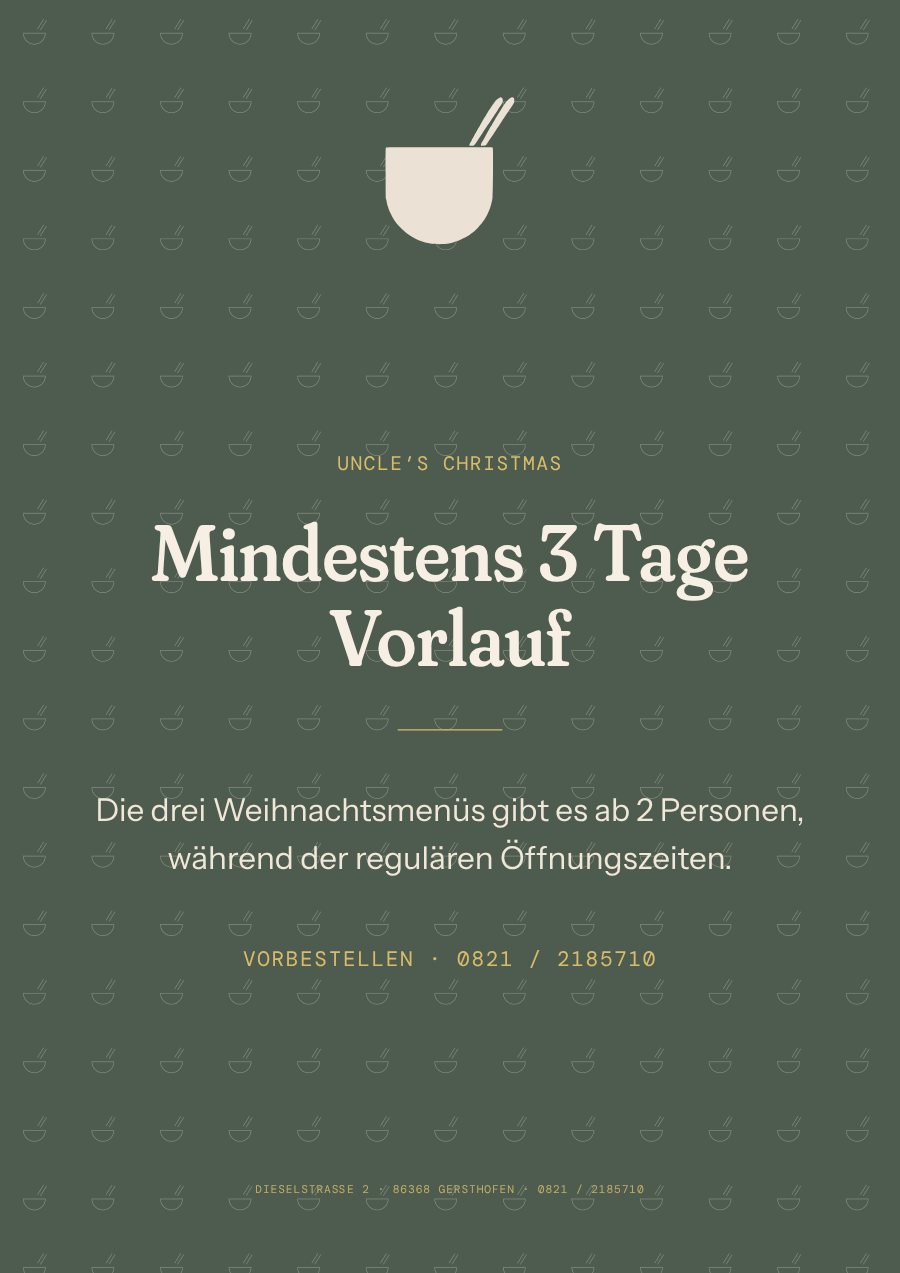 UNCLE’S CHRISTMAS
Mindestens 3 Tage
Vorlauf
Die drei Weihnachtsmenüs gibt es ab 2 Personen,
während der regulären Öffnungszeiten.
VORBESTELLEN · 0821 / 2185710
DIESELSTRASSE 2 · 86368 GERSTHOFEN · 0821 / 2185710